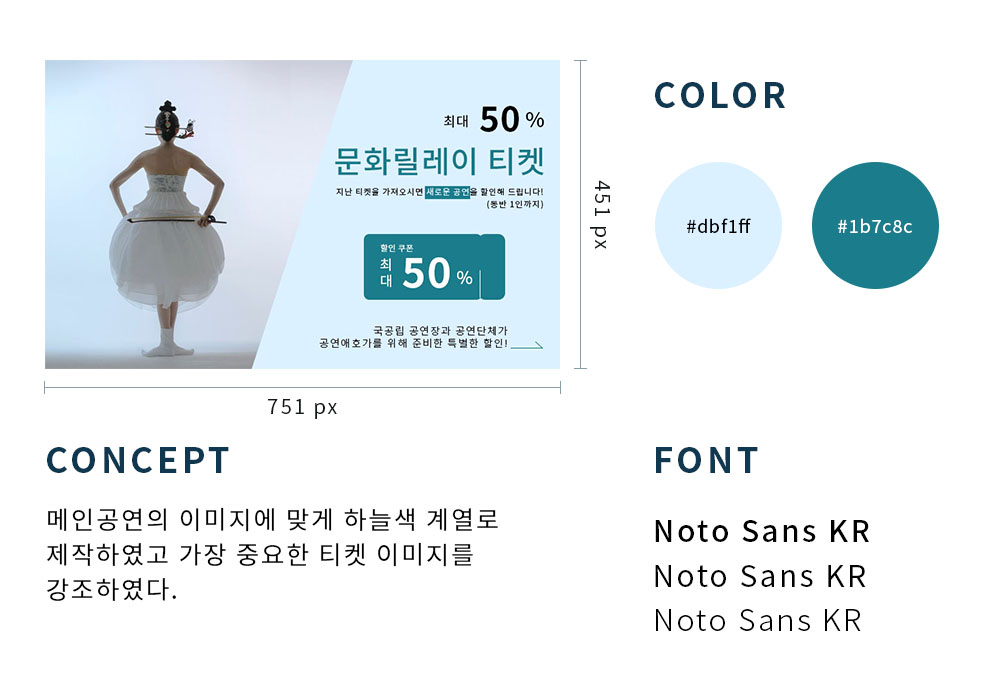 최대 50 %
문화릴레이 티켓
지난 티켓을 가져오시면 새로운 공연을 할인해 드립니다!
(동반 1인까지)
할인 쿠폰
최대 50 %
국공립 공연장과 공연단체가
공연애호가를 위해 준비한 특별한 할인!
451 px
751 px
COLOR
#dbf1ff
#1b7c8c
CONCEPT
메인공연의 이미지에 맞게 하늘색 계열로
제작하였고 가장 중요한 티켓 이미지를
강조하였다.
FONT
Noto Sans KR
Noto Sans KR
Noto Sans KR